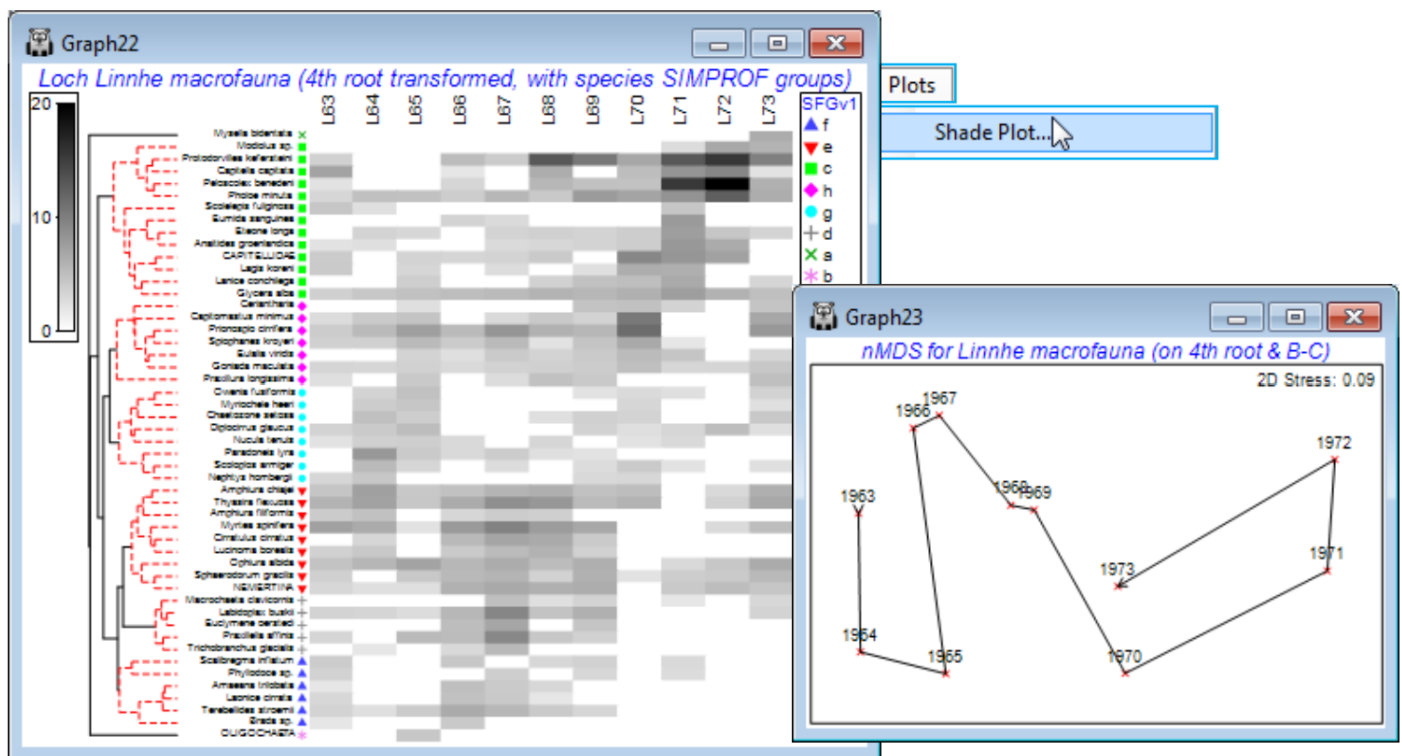 Graph22
Loch Linnhe macrofauna (4th root transformed, with species SIMPROF groups)
20
10
0
L63
L64
L65
L66
L67
L68
L69
L70
L71
L72
L73
Mysella bidentata
Modiolus sp.
Protodorvillea kefersteini
Capitella capitata
Peloscolex benedeni
Pholoe minuta
Scolelepis fuliginosa
Eumida sanguinea
Eteone longa
Anaitides groenlandica
CAPITELLIDAE
Lagis koreni
Lanice conchilega
Glycera alba
Cerianthara
Capitomastus minimus
Prionospio cirrifera
Spiophanes kroyeri
Eulalia viridis
Goniada maculata
Praxillura longissima
Owenia fusiformis
Myriochele heeri
Chaetozone setosa
Diplocirrus glaucus
Nucula tenuis
Paradoneis lyra
Scoloplos armiger
Nephtys hombergii
Amphiura chiajei
Thyasira flexuosa
Amphiura filiformis
Myrtea spinifera
Cirratulus cirratus
Lucinoma borealis
Ophiura albida
Sphaerodorum gracilis
NEMERTINA
Macrochaeta clavicornis
Labidoplax buskii
Euclymene oerstedi
Praxillella affinis
Trichobranchus glacialis
Scalibregma inflatum
Phyllodoce sp.
Amaeana trilobata
Laonice cirrata
Terebellides stroemi
Brada sp.
OLIGOCHAETA
SFGv1
f
e
c
h
g
d
a
b
Plots
Shade Plot...
Graph23
nMDS for Linnhe macrofauna (on 4th root & B-C)
2D Stress: 0.09
1967
1966
1972
1963
1968
1969
1971
1973
1964
1965
1970